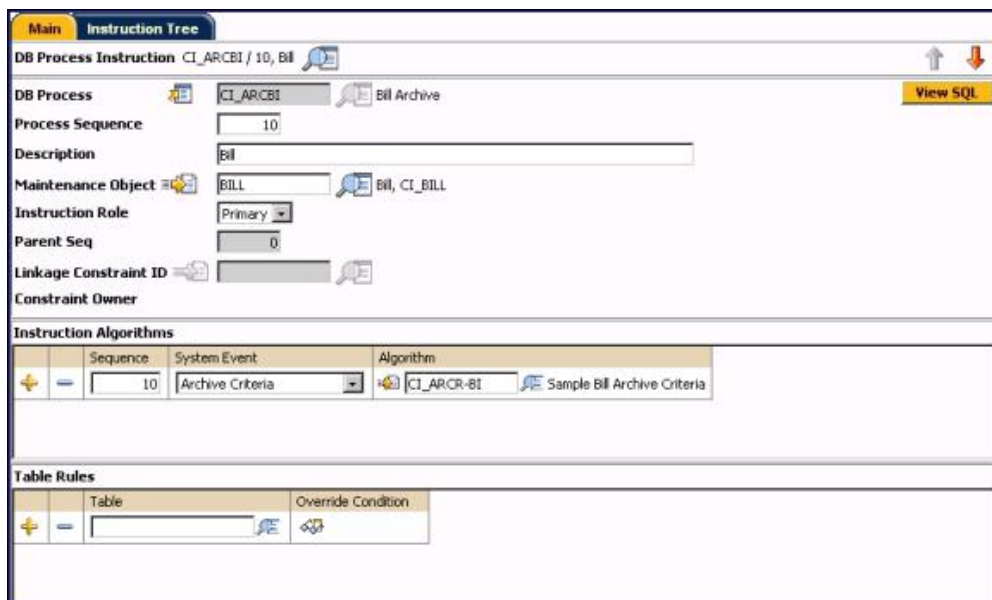 Main Instruction Tree
DB Process Instruction CI_ARCBI / 10, Bill
DB Process CI_ARCBI Bill Archive View SQL
Process Sequence 10
Description Bill
Maintenance Object BILL Bill, CI_BILL
Instruction Role Primary
Parent Seq 0
Linkage Constraint ID
Constraint Owner
Instruction Algorithms
Sequence System Event Algorithm
10 Archive Criteria CI_ARCR-BI Sample Bill Archive Criteria
Table Rules
Table Override Condition